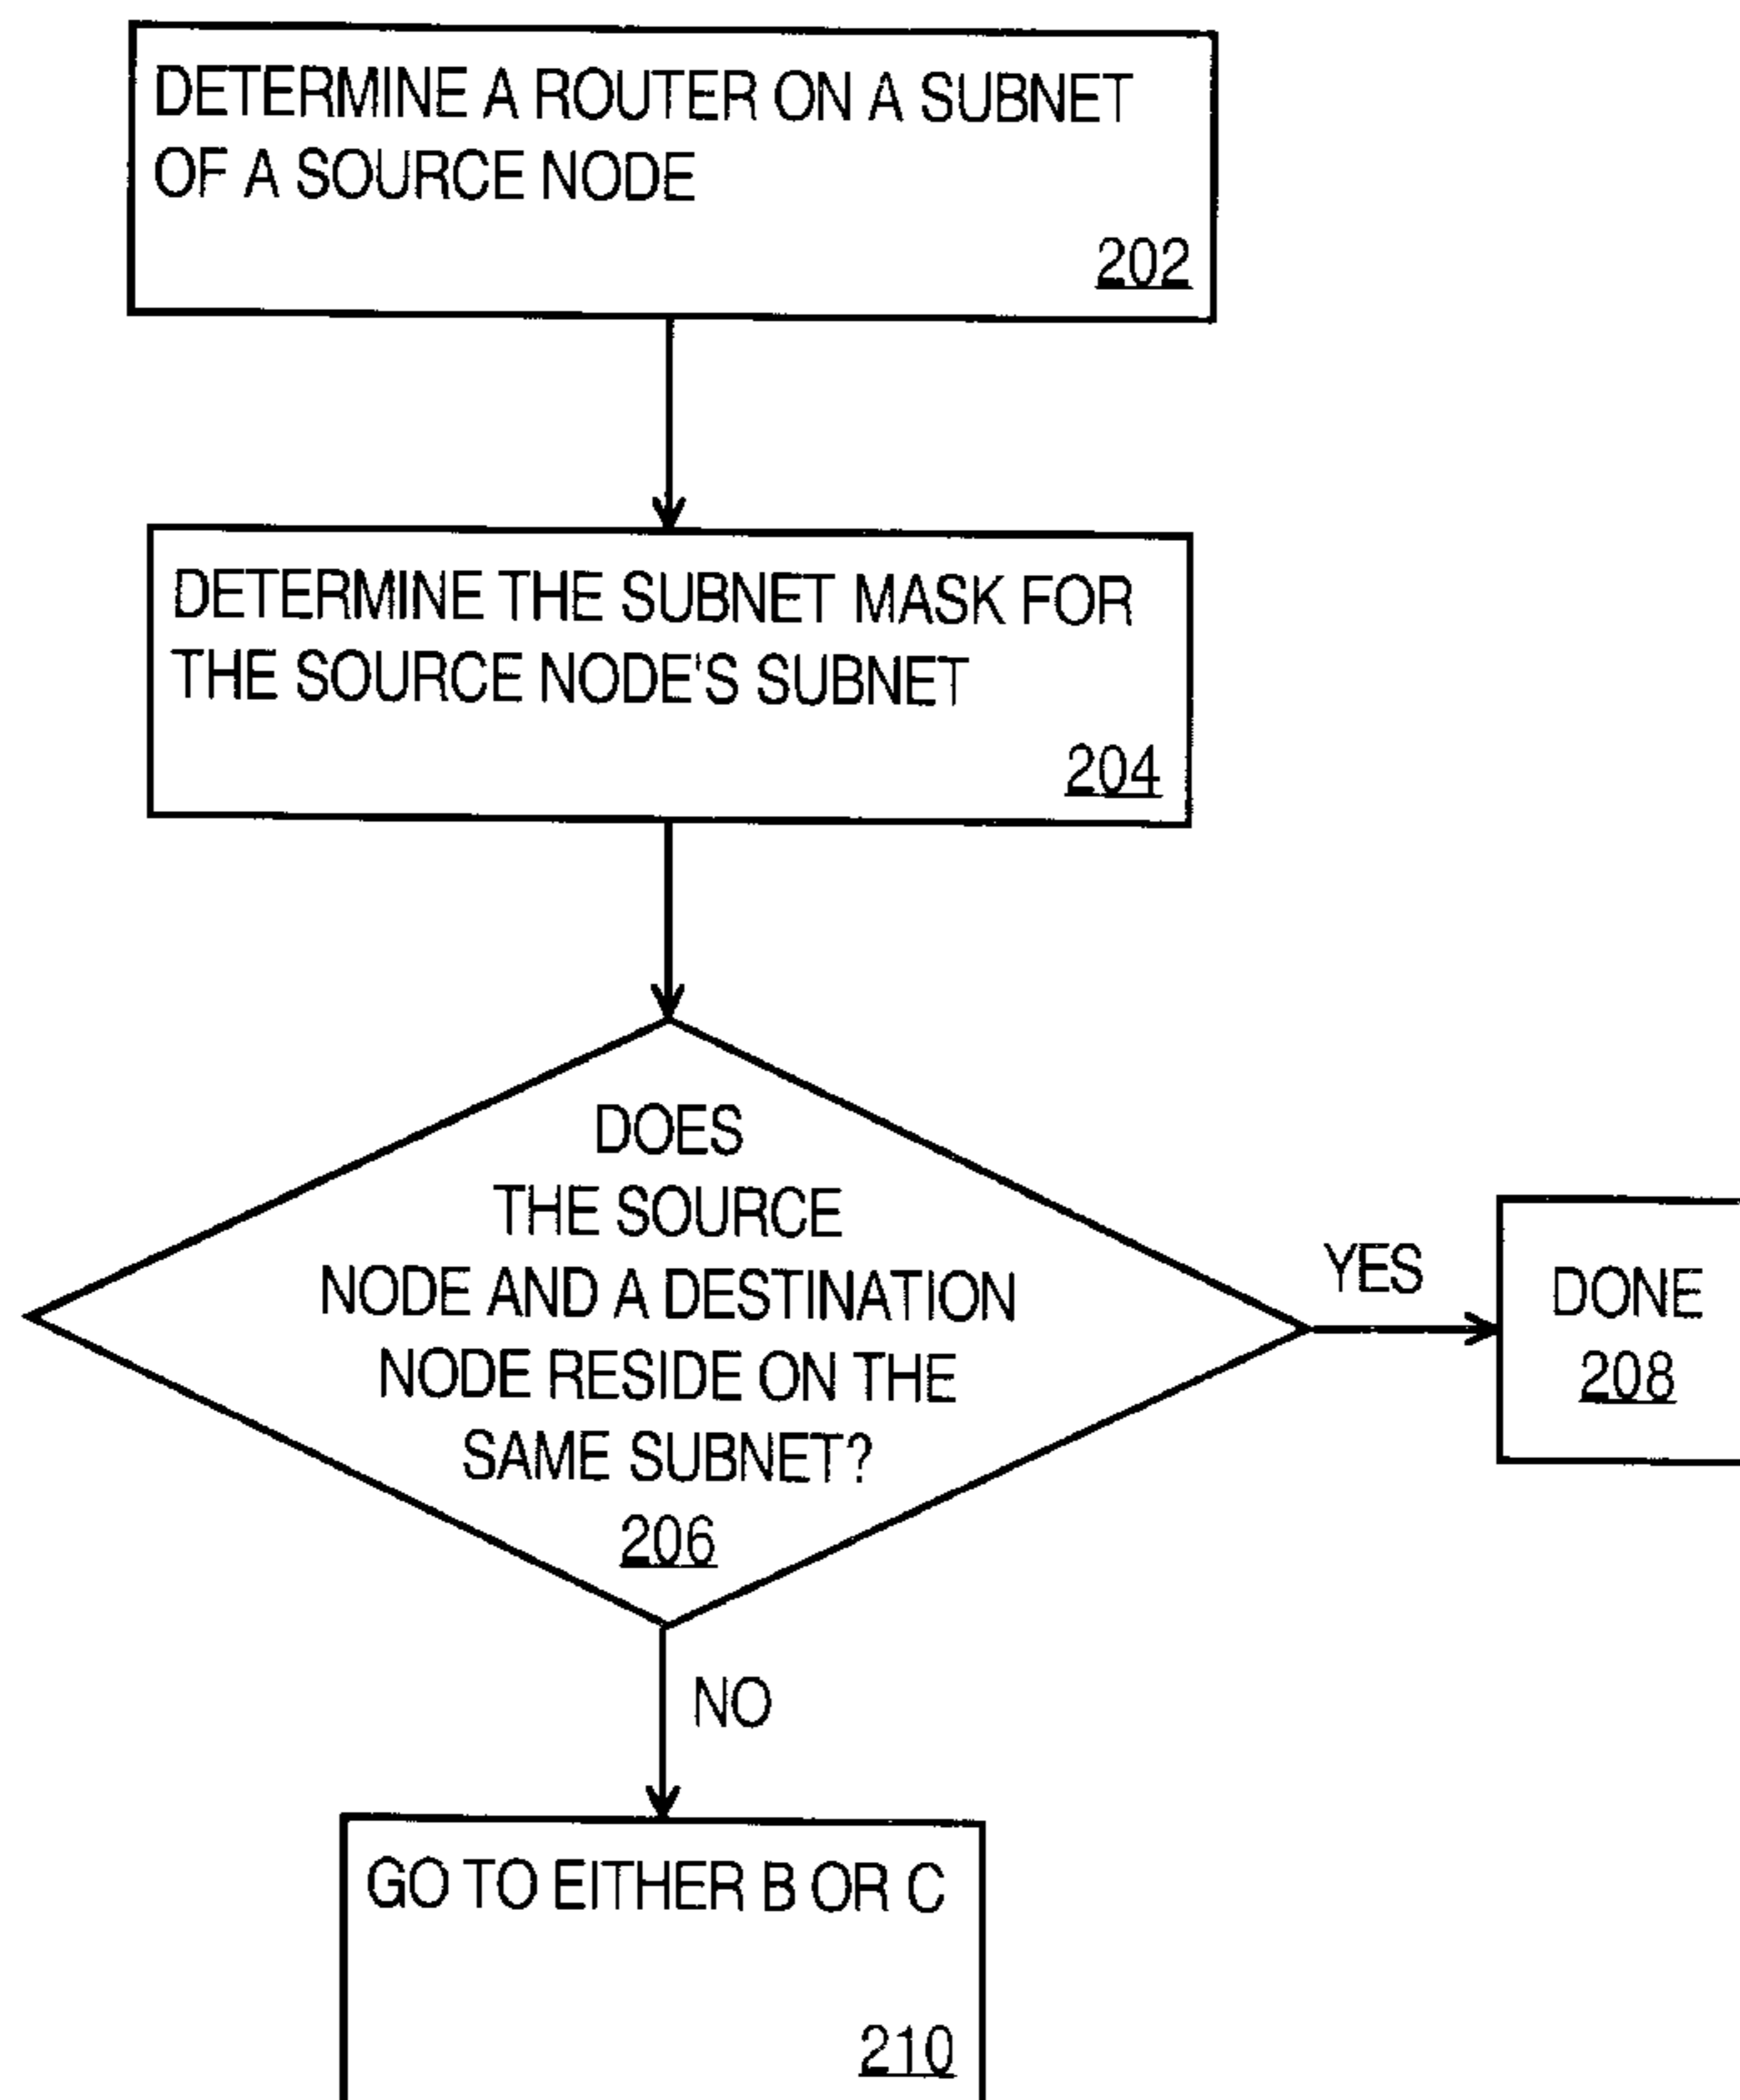 DETERMINE A ROUTER ON A SUBNET
OF A SOURCE NODE
202
DETERMINE THE SUBNET MASK FOR
THE SOURCE NODE'S SUBNET
204
DOES
THE SOURCE
NODE AND A DESTINATION
NODE RESIDE ON THE
SAME SUBNET?
206
YES
DONE
208
NO
GO TO EITHER B OR C
210